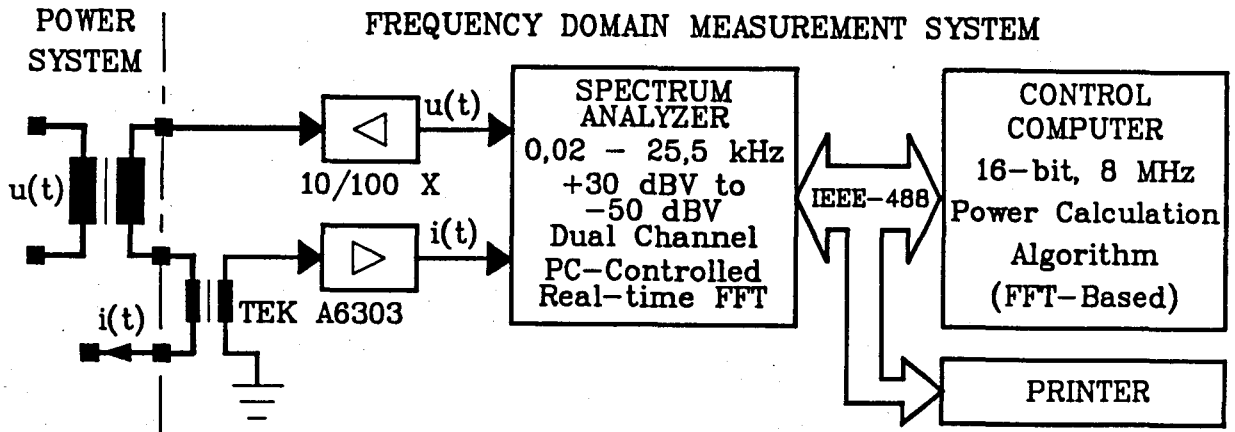 POWER
SYSTEM
FREQUENCY DOMAIN MEASUREMENT SYSTEM
u(t)
10/100 X
u(t)
i(t)
TEK A6303
i(t)
SPECTRUM
ANALYZER
0,02 – 25,5 kHz
+30 dBV to
-50 dBV
Dual Channel
PC-Controlled
Real-time FFT
IEEE-488
CONTROL
COMPUTER
16-bit, 8 MHz
Power Calculation
Algorithm
(FFT-Based)
PRINTER